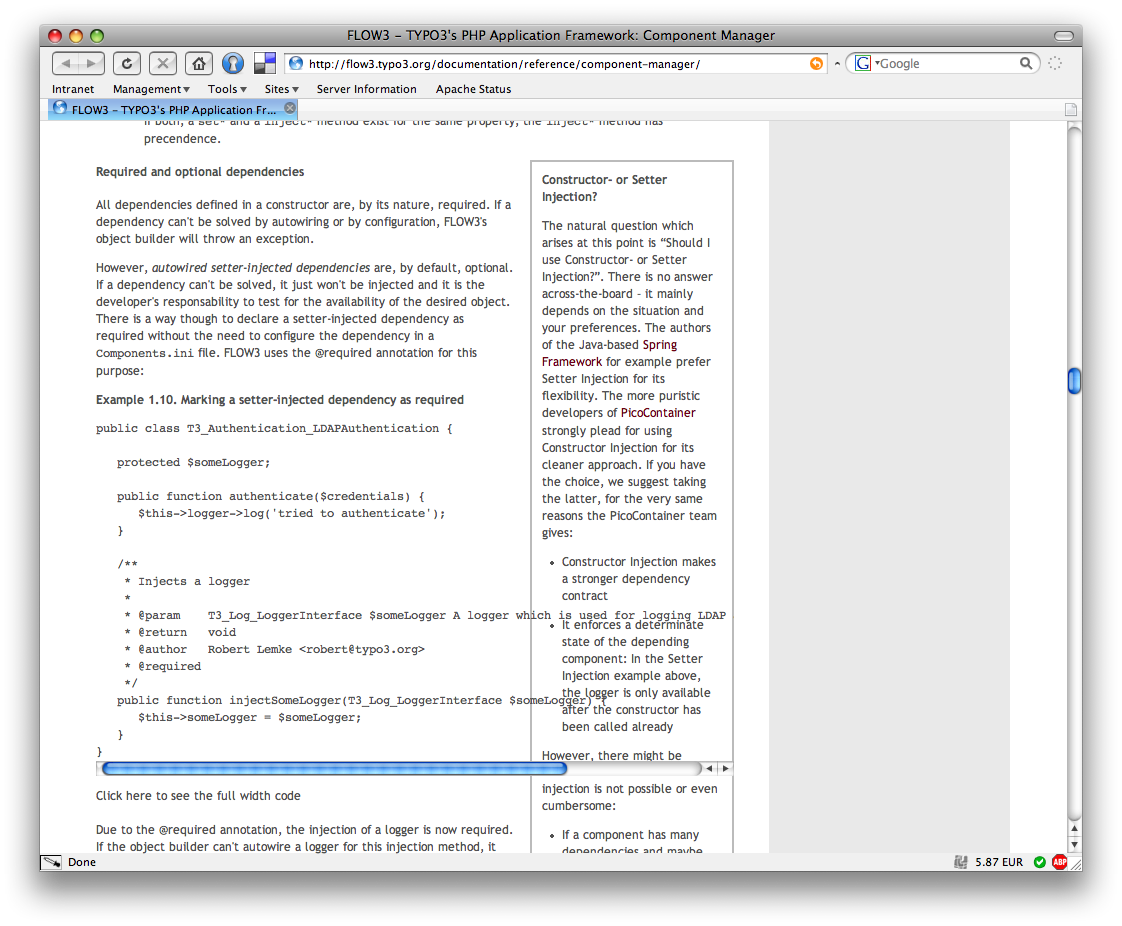 FLOW3 – TYPO3's PHP Application Framework: Component Manager
http://flow3.typo3.org/documentation/reference/component-manager/
Google
Intranet Management Tools Sites Server Information Apache Status
FLOW3 – TYPO3's PHP Application Fr...
If both, a set* and a inject* method exist for the same property, the inject* method has
precendence.
Required and optional dependencies
All dependencies defined in a constructor are, by its nature, required. If a
dependency can't be solved by autowiring or by configuration, FLOW3's
object builder will throw an exception.
However, autowired setter-injected dependencies are, by default, optional.
If a dependency can't be solved, it just won't be injected and it is the
developer's responsability to test for the availability of the desired object.
There is a way though to declare a setter-injected dependency as
required without the need to configure the dependency in a
Components.ini file. FLOW3 uses the @required annotation for this
purpose:
Example 1.10. Marking a setter-injected dependency as required
public class T3_Authentication_LDAPAuthentication {
protected $someLogger;
public function authenticate($credentials) {
$this->logger->log('tried to authenticate');
}
/**
* Injects a logger
*
* @param T3_Log_LoggerInterface $someLogger A logger which is used for logging LDAP
* @return void
* @author Robert Lemke <robert@typo3.org>
* @required
*/
public function injectSomeLogger(T3_Log_LoggerInterface $someLogger) {
$this->someLogger = $someLogger;
}
}
Click here to see the full width code
Due to the @required annotation, the injection of a logger is now required.
If the object builder can't autowire a logger for this injection method, it
Constructor- or Setter
Injection?
The natural question which
arises at this point is “Should I
use Constructor- or Setter
Injection?”. There is no answer
across-the-board – it mainly
depends on the situation and
your preferences. The authors
of the Java-based Spring
Framework for example prefer
Setter Injection for its
flexibility. The more puristic
developers of PicoContainer
strongly plead for using
Constructor Injection for its
cleaner approach. If you have
the choice, we suggest taking
the latter, for the very same
reasons the PicoContainer team
gives:
• Constructor Injection makes
a stronger dependency
contract
• It enforces a determinate
state of the depending
component: In the Setter
Injection example above,
the logger is only available
after the constructor has
been called already
However, there might be
injection is not possible or even
cumbersome:
• If a component has many
dependencies and maybe
Done
5.87 EUR
ABP